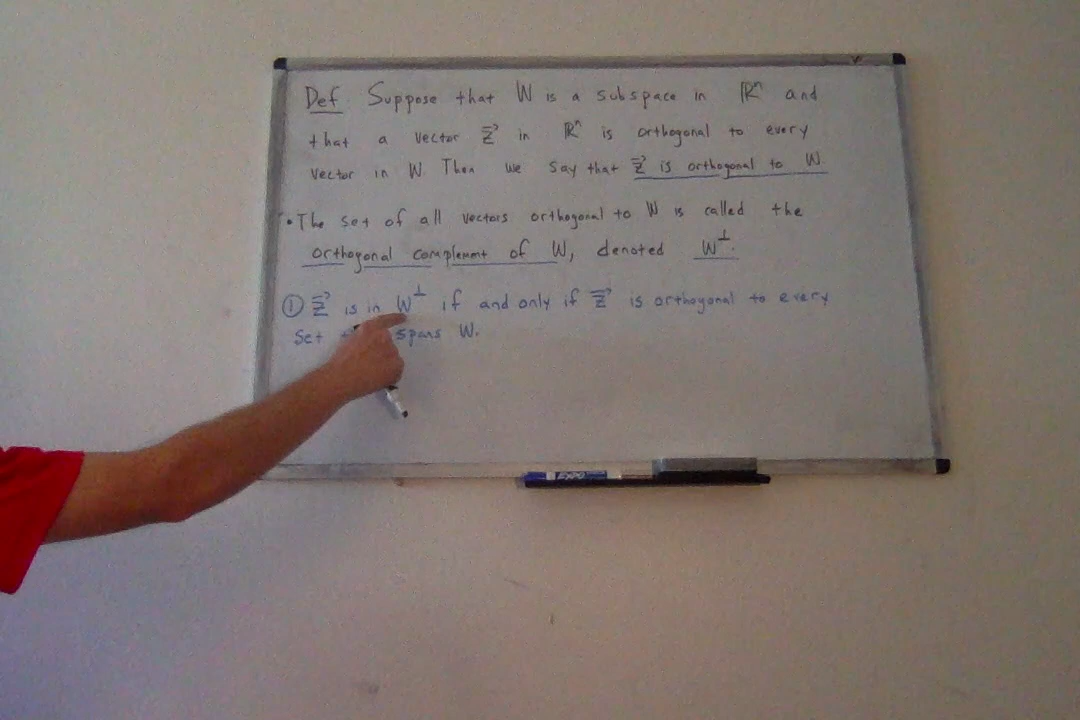 Def. Suppose that W is a subspace in ℝⁿ and
that a vector z⃗ in ℝⁿ is orthogonal to every
vector in W. Then we say that z⃗ is orthogonal to W.
• The set of all vectors orthogonal to W is called the
orthogonal complement of W, denoted W⊥.
① z⃗ is in W⊥ if and only if z⃗ is orthogonal to every
set spans W.
EXPO